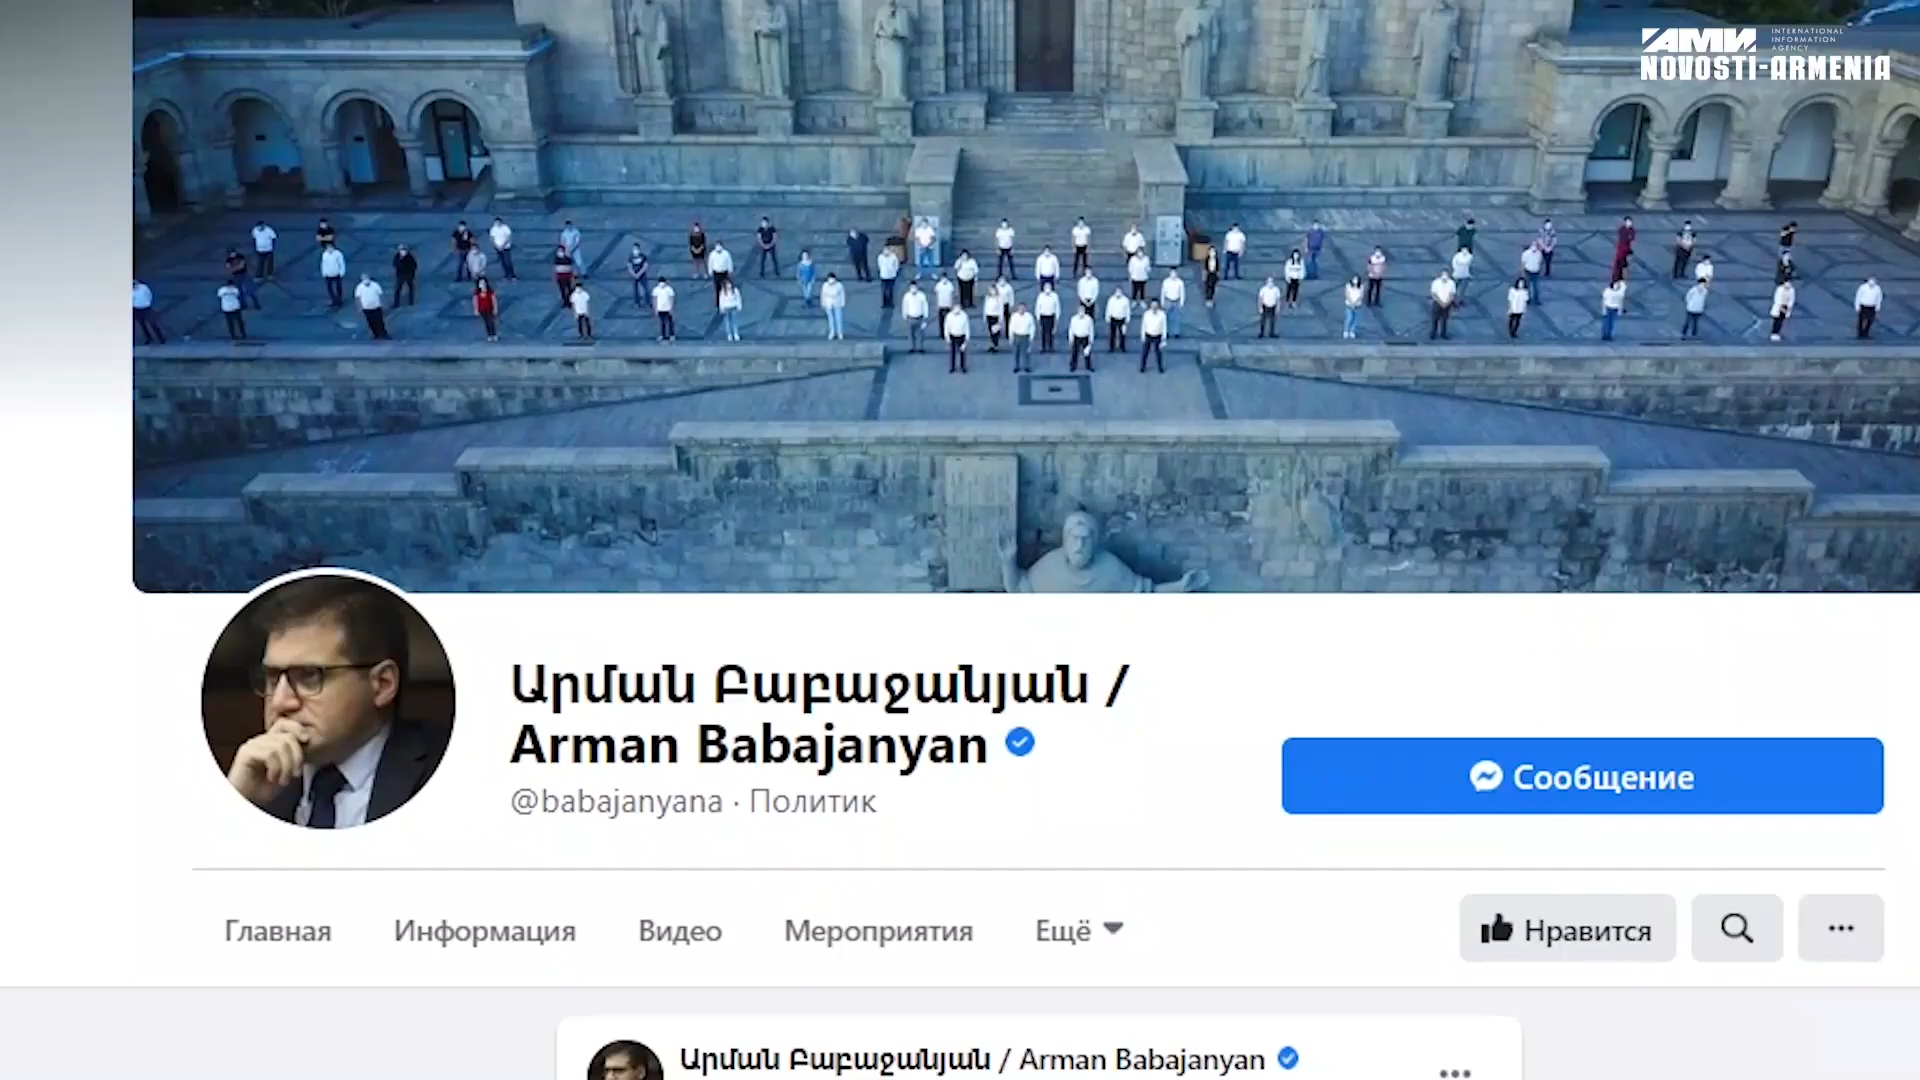 INTERNATIONAL
INFORMATION
AGENCY
NOVOSTI-ARMENIA
Արման Բաբաջանյան /
Arman Babajanyan
@babajanyana · Политик
Сообщение
Главная Информация Видео Мероприятия Ещё Нравится
Արման Բաբաջանյան / Arman Babajanyan